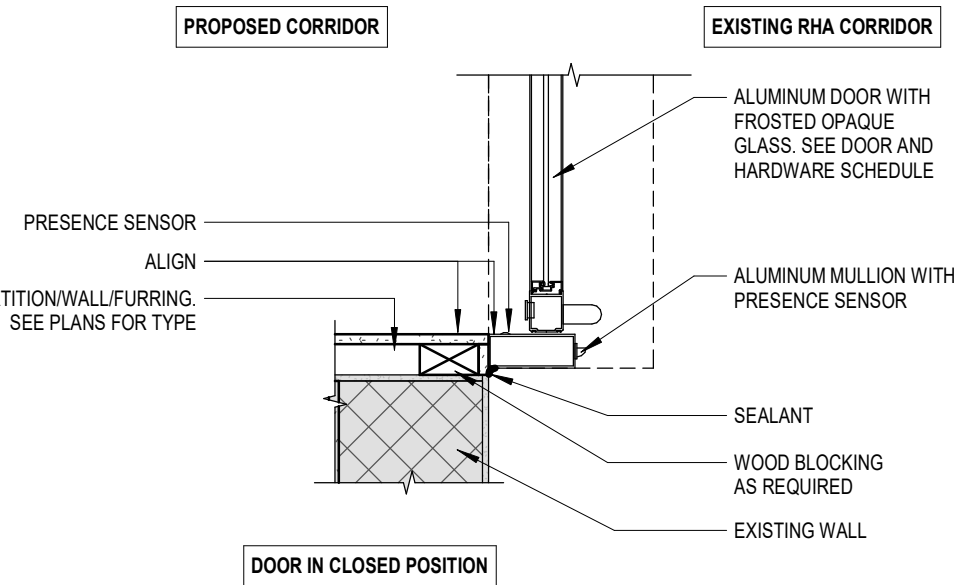 PROPOSED CORRIDOR
EXISTING RHA CORRIDOR
ALUMINUM DOOR WITH
FROSTED OPAQUE
GLASS. SEE DOOR AND
HARDWARE SCHEDULE
PRESENCE SENSOR
ALIGN
TITION/WALL/FURRING.
SEE PLANS FOR TYPE
ALUMINUM MULLION WITH
PRESENCE SENSOR
SEALANT
WOOD BLOCKING
AS REQUIRED
EXISTING WALL
DOOR IN CLOSED POSITION